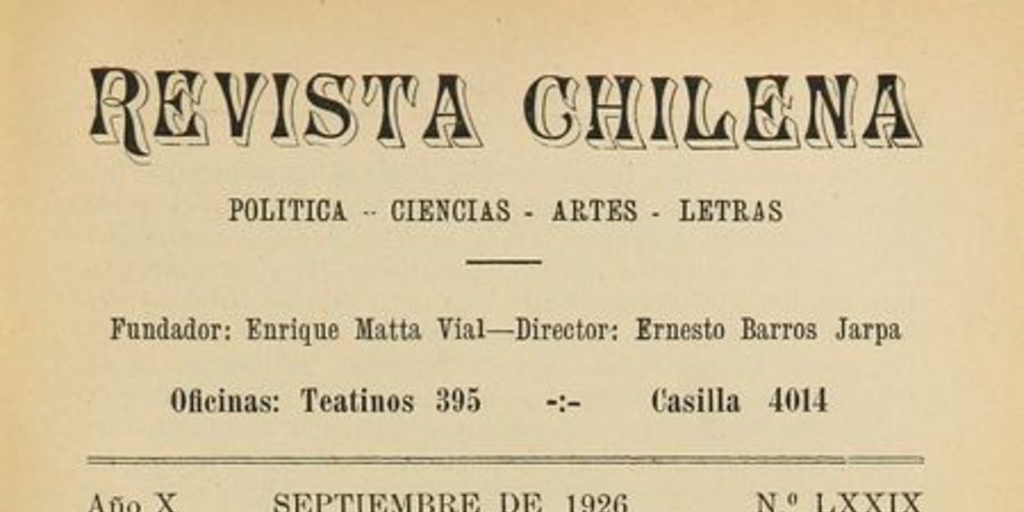 REVISTA CHILENA
POLITICA -- CIENCIAS - ARTES - LETRAS
Fundador: Enrique Matta Vial—Director: Ernesto Barros Jarpa
Oficinas: Teatinos 395 -:- Casilla 4014
Año X SEPTIEMBRE DE 1926 N.º LXXIX